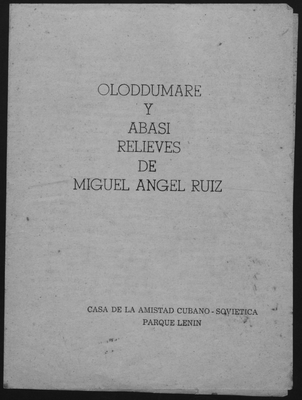 OLODDUMARE
Y
ABASI
RELIEVES
DE
MIGUEL ANGEL RUIZ
CASA DE LA AMISTAD CUBANO - SOVIETICA
PARQUE LENIN